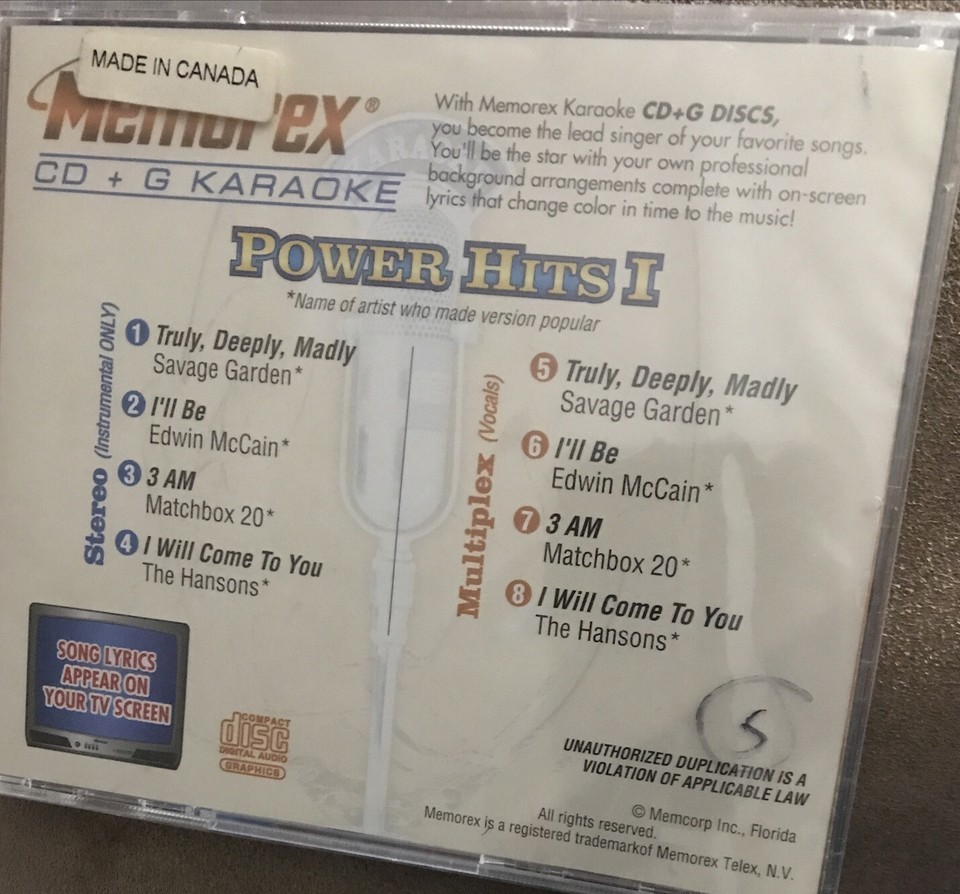 MADE IN CANADA
Memorex®
CD + G KARAOKE
With Memorex Karaoke CD+G DISCS,
you become the lead singer of your favorite songs.
You'll be the star with your own professional
background arrangements complete with on-screen
lyrics that change color in time to the music!
POWER HITS I
*Name of artist who made version popular
Stereo (Instrumental ONLY)
1 Truly, Deeply, Madly
Savage Garden*
2 I'll Be
Edwin McCain*
3 3 AM
Matchbox 20*
4 I Will Come To You
The Hansons*
Multiplex (Vocals)
5 Truly, Deeply, Madly
Savage Garden*
6 I'll Be
Edwin McCain*
7 3 AM
Matchbox 20*
8 I Will Come To You
The Hansons*
SONG LYRICS
APPEAR ON
YOUR TV SCREEN
COMPACT
disc
DIGITAL AUDIO
GRAPHICS
5
UNAUTHORIZED DUPLICATION IS A
VIOLATION OF APPLICABLE LAW
© Memcorp Inc., Florida
All rights reserved.
Memorex is a registered trademarkof Memorex Telex, N.V.